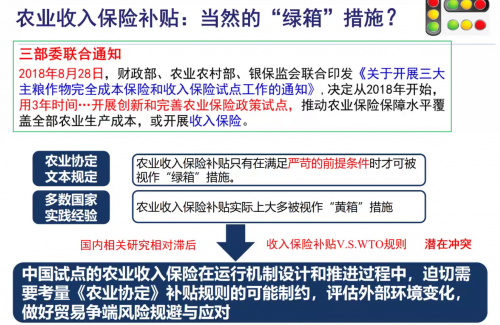 农业收入保险补贴：当然的“绿箱”措施？
三部委联合通知
2018年8月28日，财政部、农业农村部、银保监会联合印发《关于开展三大
主粮作物完全成本保险和收入保险试点工作的通知》, 决定从2018年开始，
用3年时间…开展创新和完善农业保险政策试点，推动农业保险保障水平覆
盖全部农业生产成本，或开展收入保险。
农业协定
文本规定
农业收入保险补贴只有在满足严苛的前提条件时才可被
视作“绿箱”措施。
多数国家
实践经验
农业收入保险补贴实际上大多被视作“黄箱”措施
国内相关研究相对滞后 收入保险补贴V.S.WTO规则 潜在冲突
中国试点的农业收入保险在运行机制设计和推进过程中，迫切需
要考量《农业协定》补贴规则的可能制约，评估外部环境变化，
做好贸易争端风险规避与应对